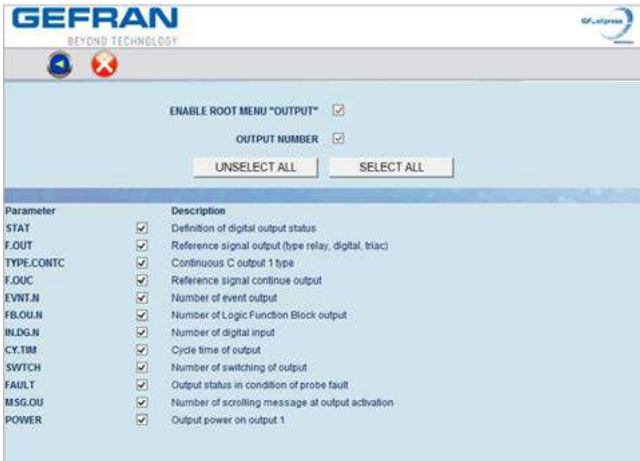 GEFRAN
BEYOND TECHNOLOGY
GF_eXpress
ENABLE ROOT MENU "OUTPUT"
OUTPUT NUMBER
UNSELECT ALL SELECT ALL
Parameter Description
STAT Definition of digital output status
F.OUT Reference signal output (type relay, digital, triac)
TYPE.CONTC Continuous C output 1 type
F.OUC Reference signal continue output
EVNT.N Number of event output
FB.OU.N Number of Logic Function Block output
IN.DG.N Number of digital input
CY.TIM Cycle time of output
SWTCH Number of switching of output
FAULT Output status in condition of probe fault
MSG.OU Number of scrolling message at output activation
POWER Output power on output 1